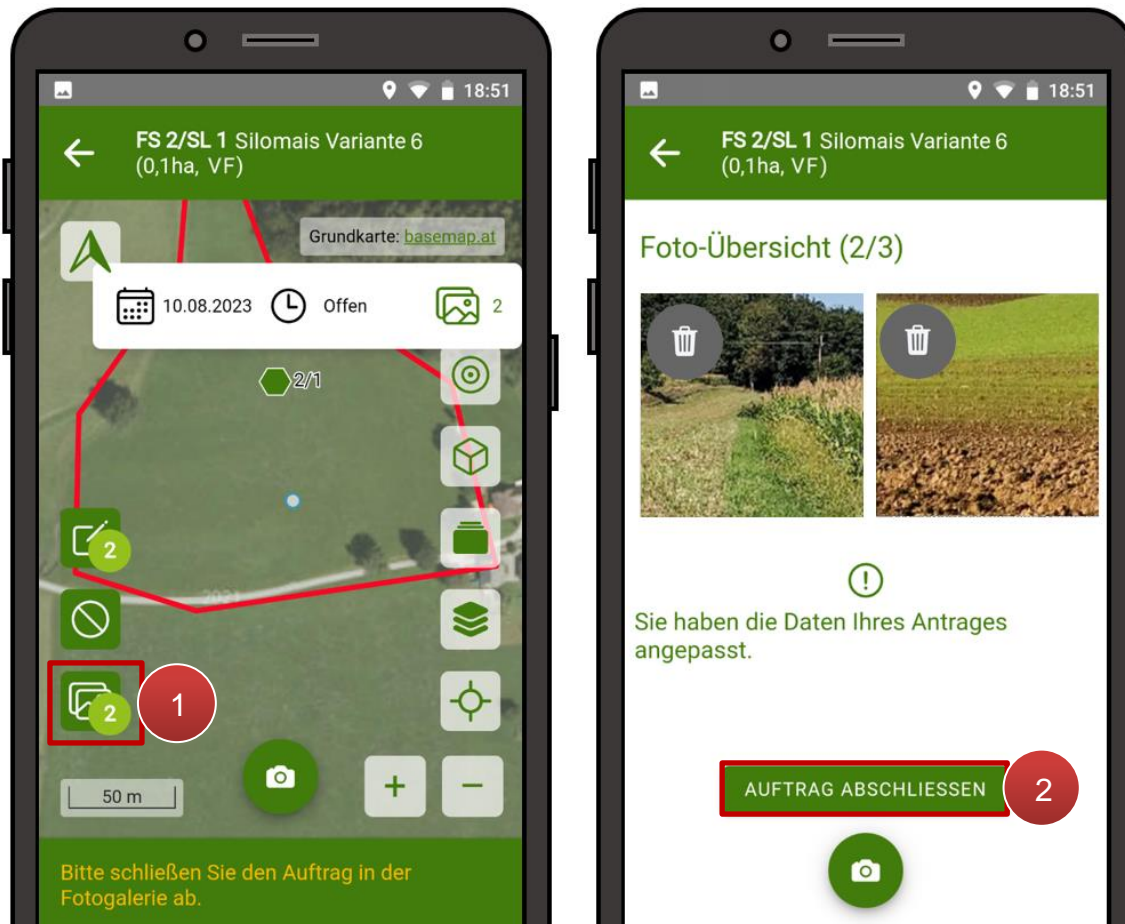 18:51
FS 2/SL 1 Silomais Variante 6
(0,1ha, VF)
Grundkarte: basemap.at
10.08.2023 Offen 2
2/1
2
2021
2
1
50 m
+ −
Bitte schließen Sie den Auftrag in der
Fotogalerie ab.
18:51
FS 2/SL 1 Silomais Variante 6
(0,1ha, VF)
Foto-Übersicht (2/3)
Sie haben die Daten Ihres Antrages
angepasst.
AUFTRAG ABSCHLIESSEN
2